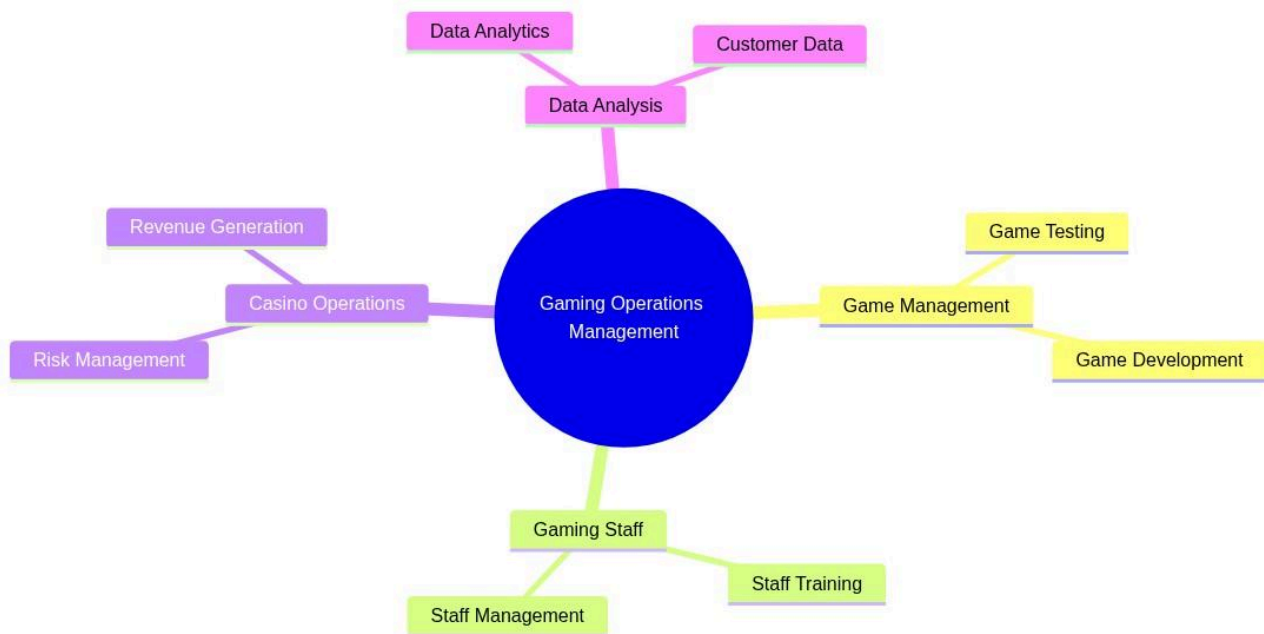 Data Analytics
Customer Data
Data Analysis
Revenue Generation
Game Testing
Casino Operations
Gaming Operations
Management
Game Management
Risk Management
Game Development
Gaming Staff
Staff Training
Staff Management